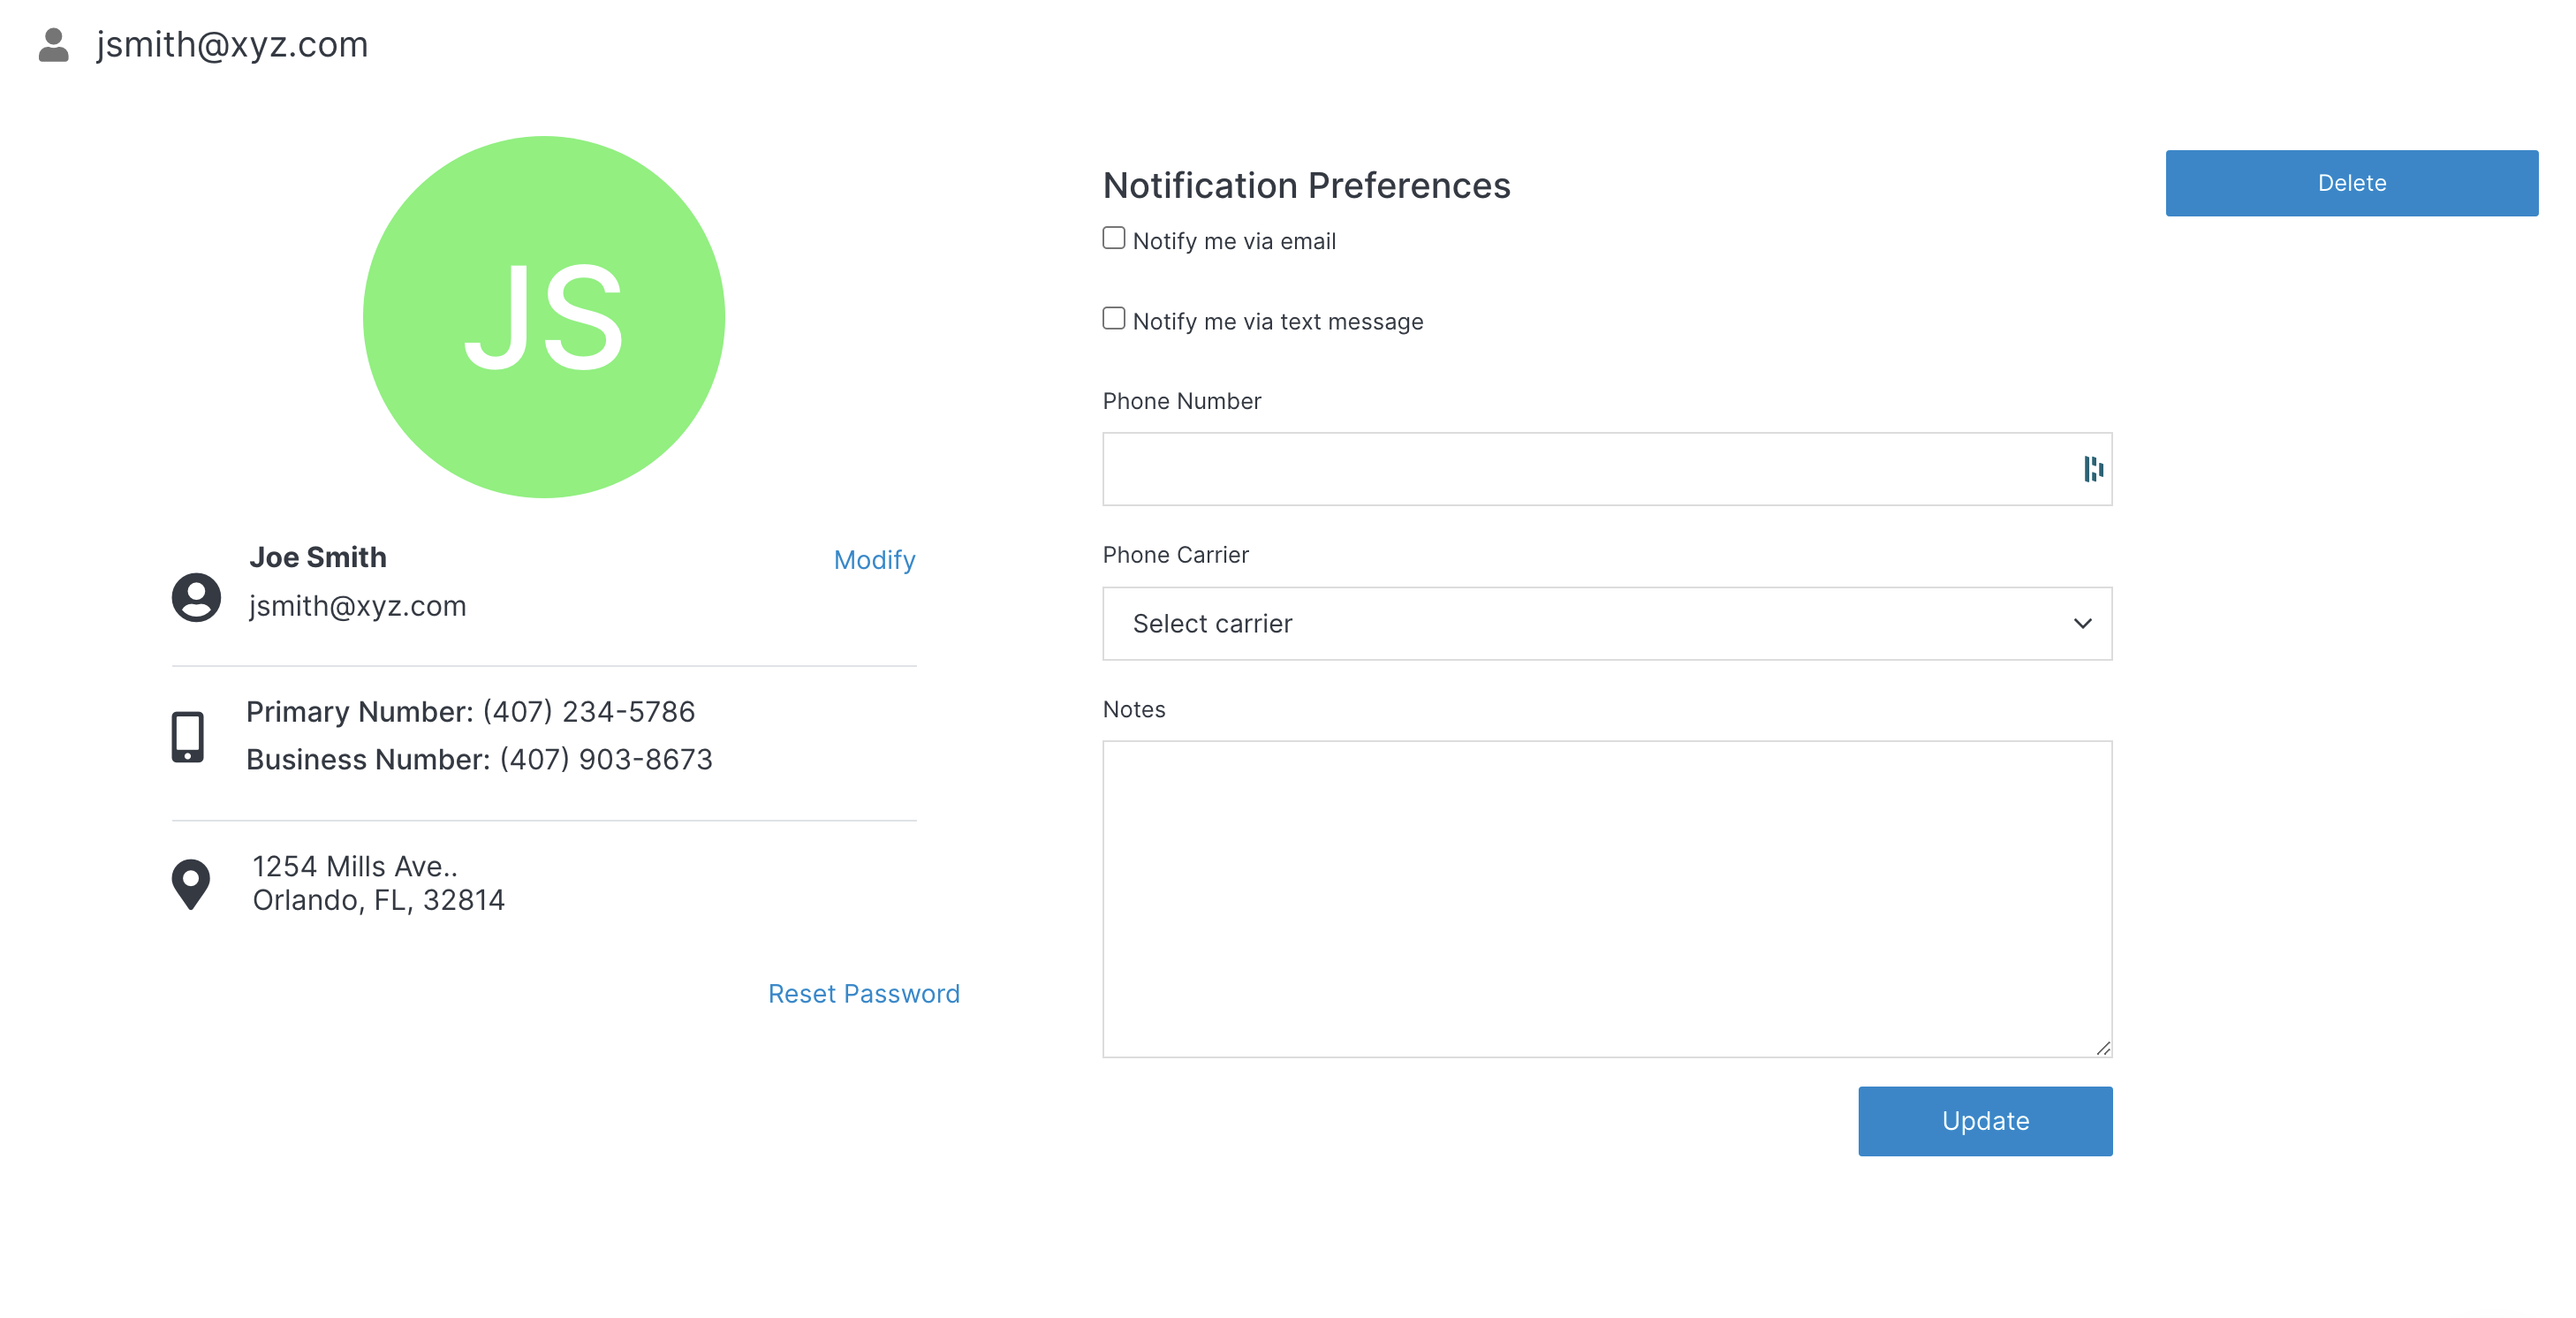 jsmith@xyz.com
JS
Joe Smith
Modify
jsmith@xyz.com
Primary Number: (407) 234-5786
Business Number: (407) 903-8673
1254 Mills Ave..
Orlando, FL, 32814
Reset Password
Notification Preferences
Notify me via email
Notify me via text message
Phone Number
Phone Carrier
Select carrier
Notes
Update
Delete